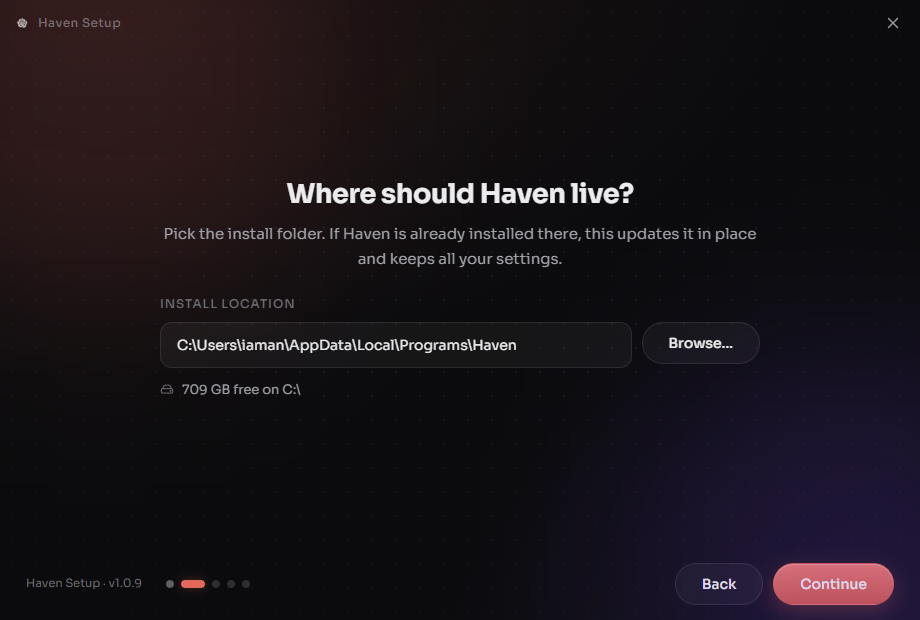 Haven Setup
Where should Haven live?
Pick the install folder. If Haven is already installed there, this updates it in place
and keeps all your settings.
INSTALL LOCATION
C:\Users\iaman\AppData\Local\Programs\Haven
Browse...
709 GB free on C:\
Haven Setup · v1.0.9
Back
Continue